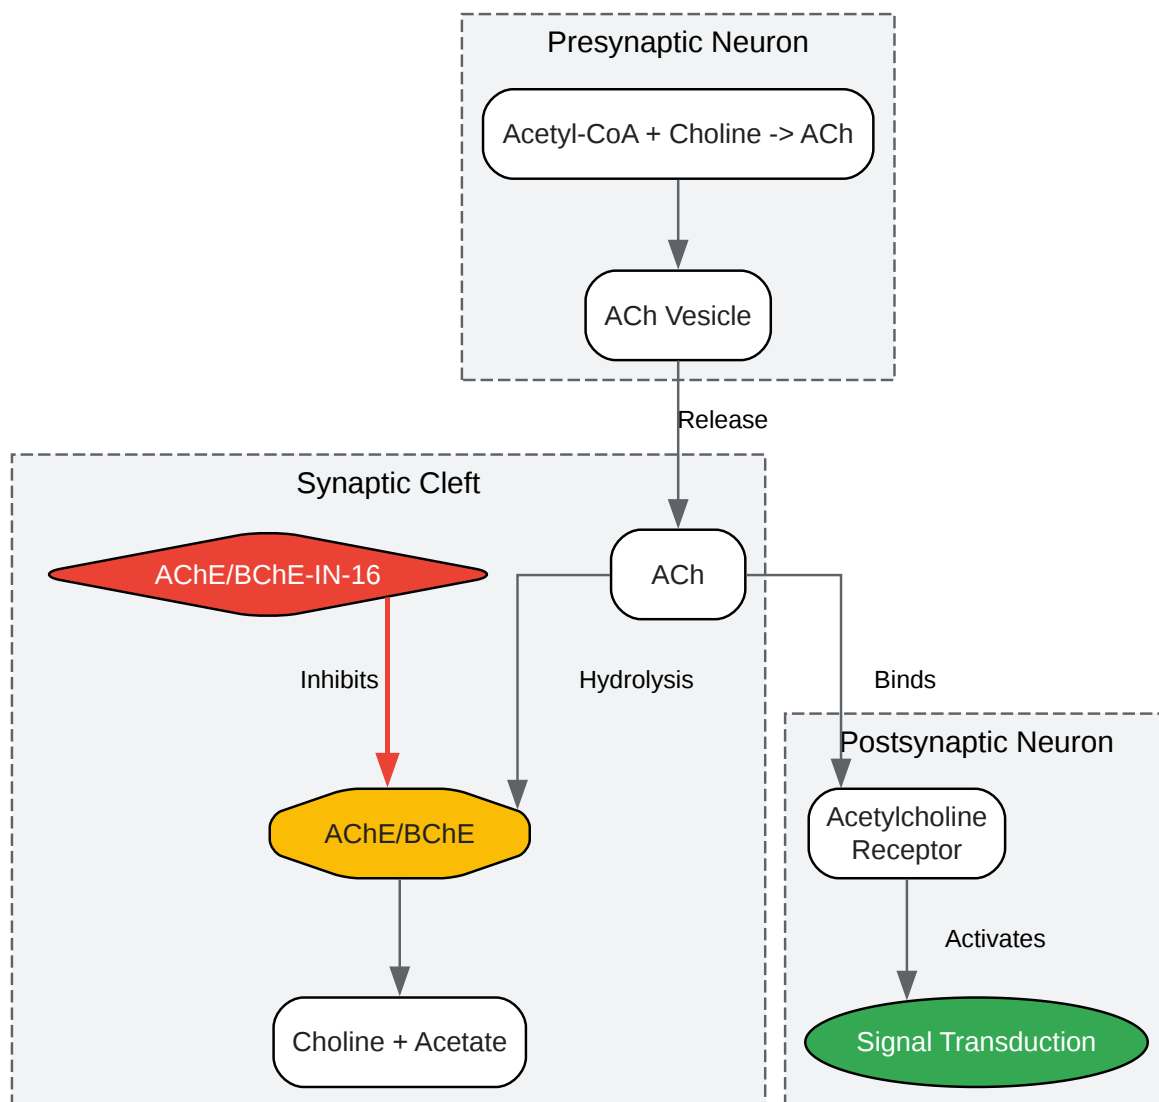 Presynaptic Neuron
Acetyl-CoA + Choline -> ACh
ACh Vesicle
Release
Synaptic Cleft
AChE/BChE-IN-16
ACh
Inhibits
Hydrolysis
Binds
Postsynaptic Neuron
AChE/BChE
Acetylcholine
Receptor
Activates
Choline + Acetate
Signal Transduction